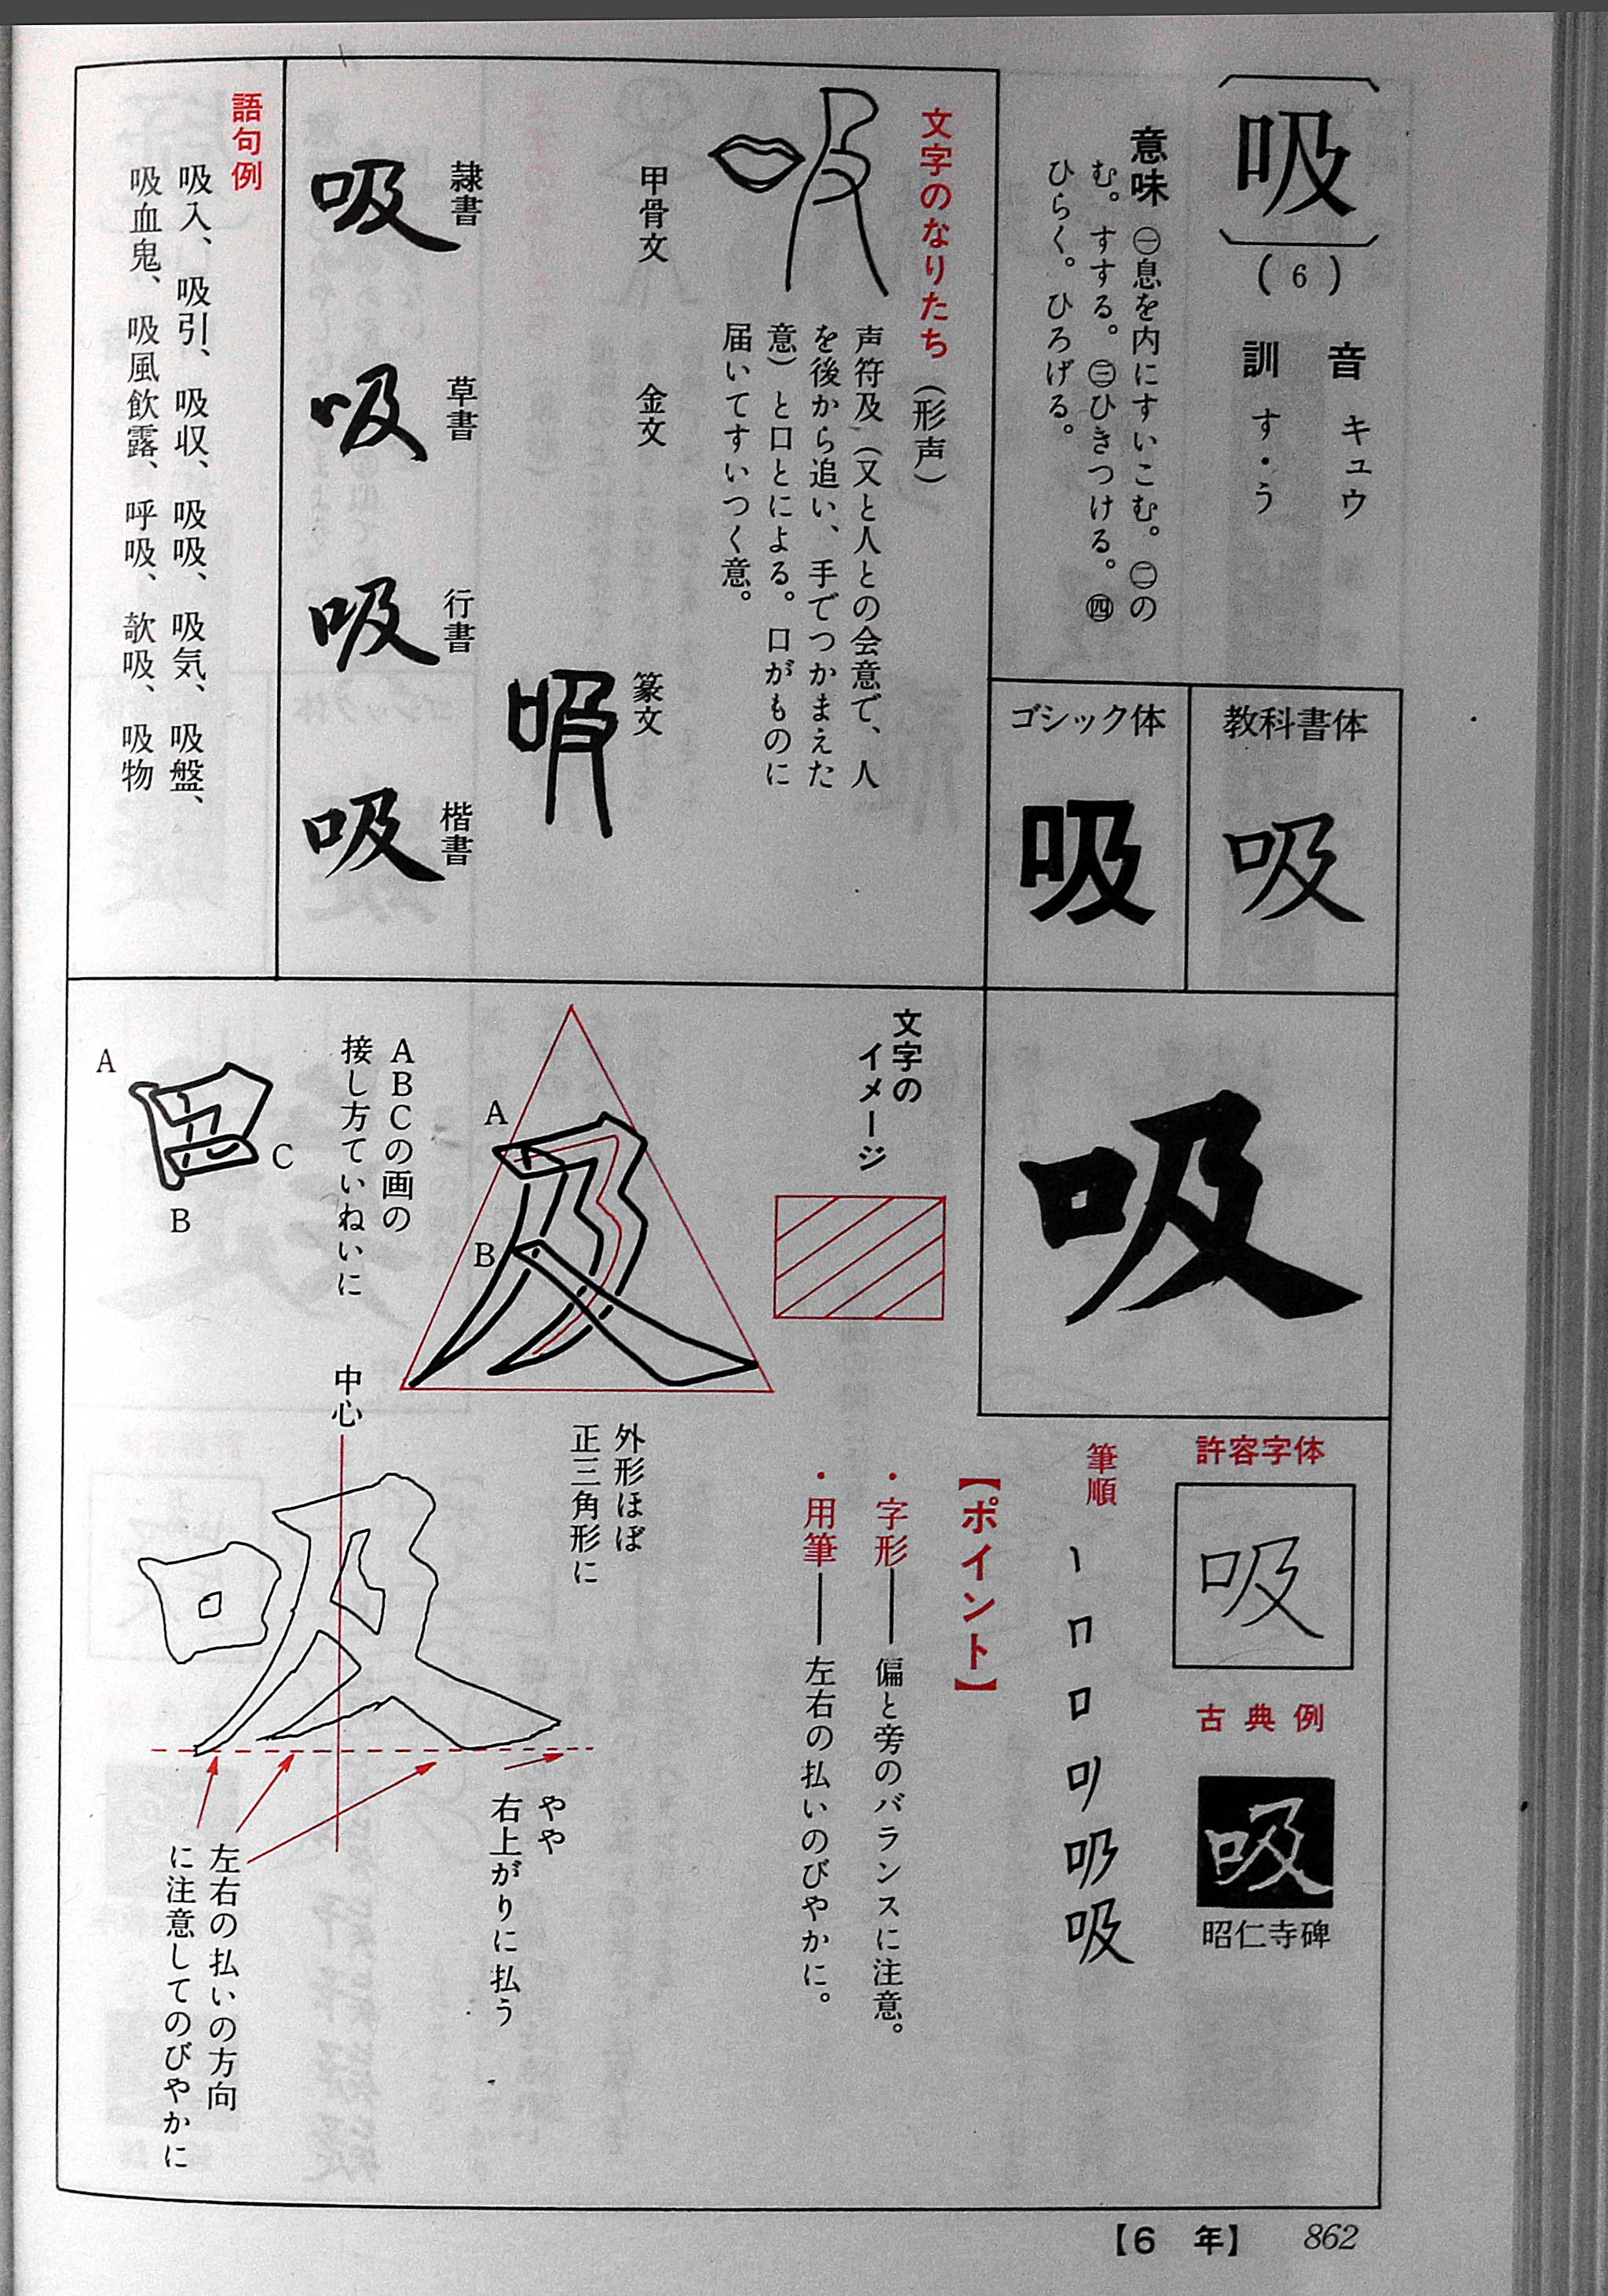 吸
(6)
音 キュウ
訓 す・う
意味 ㊀息を内にすいこむ。㊁の
む。すする。㊂ひきつける。㊃
ひらく。ひろげる。
教科書体
吸
ゴシック体
吸
文字のなりたち(形声)
声符及(又と人との会意で、人
を後から追い、手でつかまえた
意)と口とによる。口がものに
届いてすいつく意。
甲骨文
金文
篆文
吸
隷書
吸
草書
吸
行書
吸
楷書
吸
語句例
吸入、吸引、吸収、吸吸、吸気、吸盤、
吸血鬼、吸風飲露、呼吸、歔吸、吸物
吸
許容字体
吸
古典例
吸
昭仁寺碑
筆順
吸
【ポイント】
・字形――偏と旁のバランスに注意。
・用筆――左右の払いのびやかに。
文字の
イメージ
A
B
外形ほぼ
正三角形に
ABCの画の
接し方ていねいに
A
B
C
中心
やや
右上がりに払う
左右の払いの方向
に注意してのびやかに
【6 年】 862